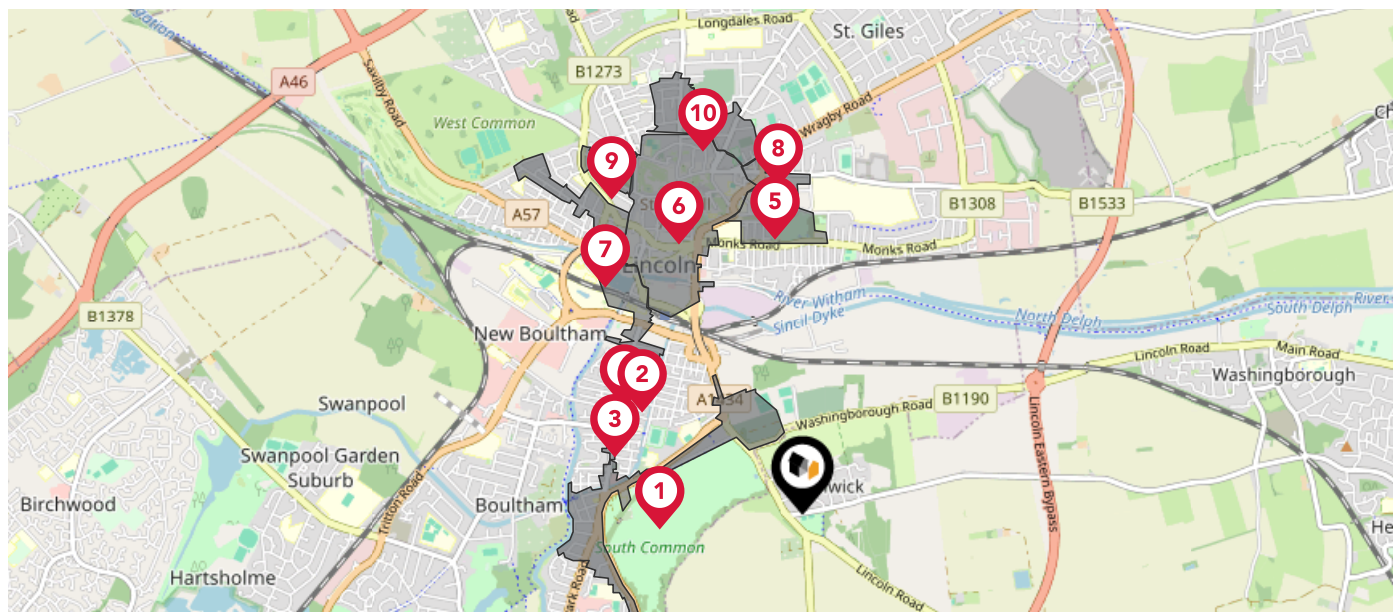 Longdales Road
St. Giles
B1273
A46
Saxilby Road
West Common
Wragby Road
10
8
9
5
6
A57
B1308
B1533
Monks Road
Monks Road
7
Lincoln
River Witham
Sincil Dyke
North Delph
South Delph
River
B1378
New Boultham
Lincoln Road
Main Road
Washingborough
2
Swanpool
B1190
Washingborough Road
3
Lincoln Eastern Bypass
Swanpool Garden
Suburb
Tritton Road
Birchwood
Boultham
1
South Common
Hartsholme
Lincoln Road